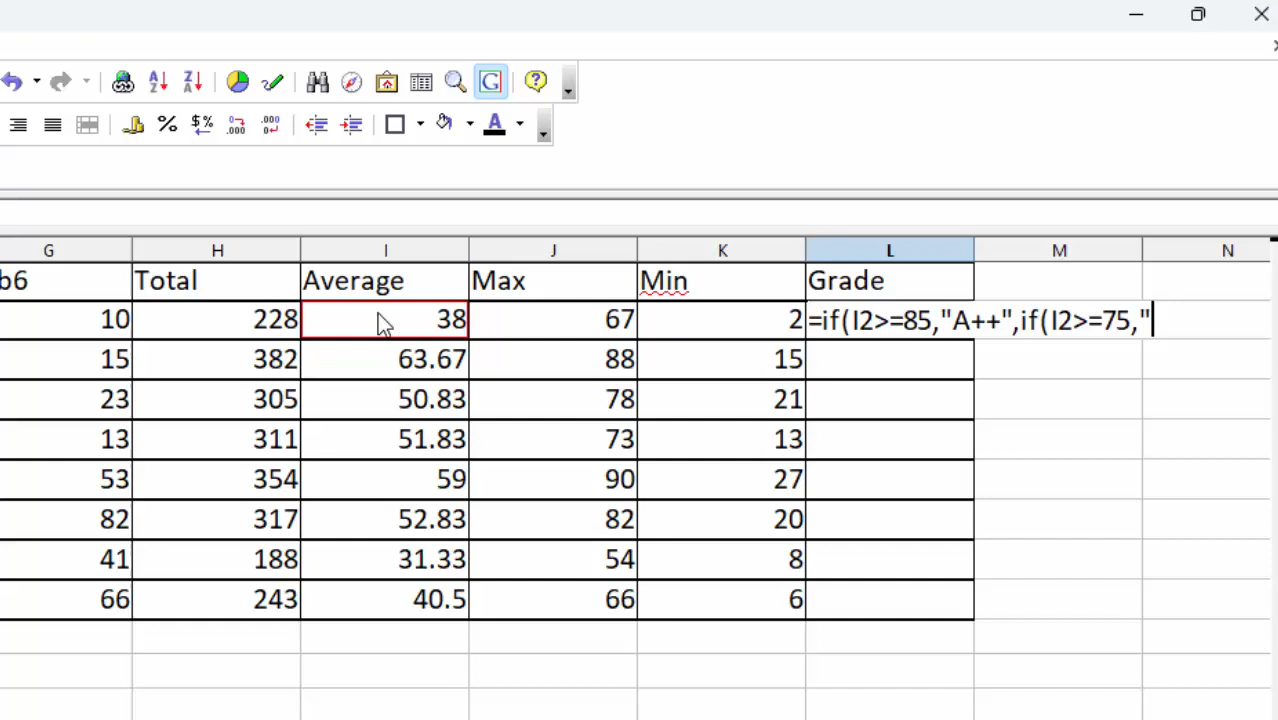 G H I J K L M N
b6 Total Average Max Min Grade
10 228 38 67 2 =if(I2>=85,"A++",if(I2>=75,"
15 382 63.67 88 15
23 305 50.83 78 21
13 311 51.83 73 13
53 354 59 90 27
82 317 52.83 82 20
41 188 31.33 54 8
66 243 40.5 66 6